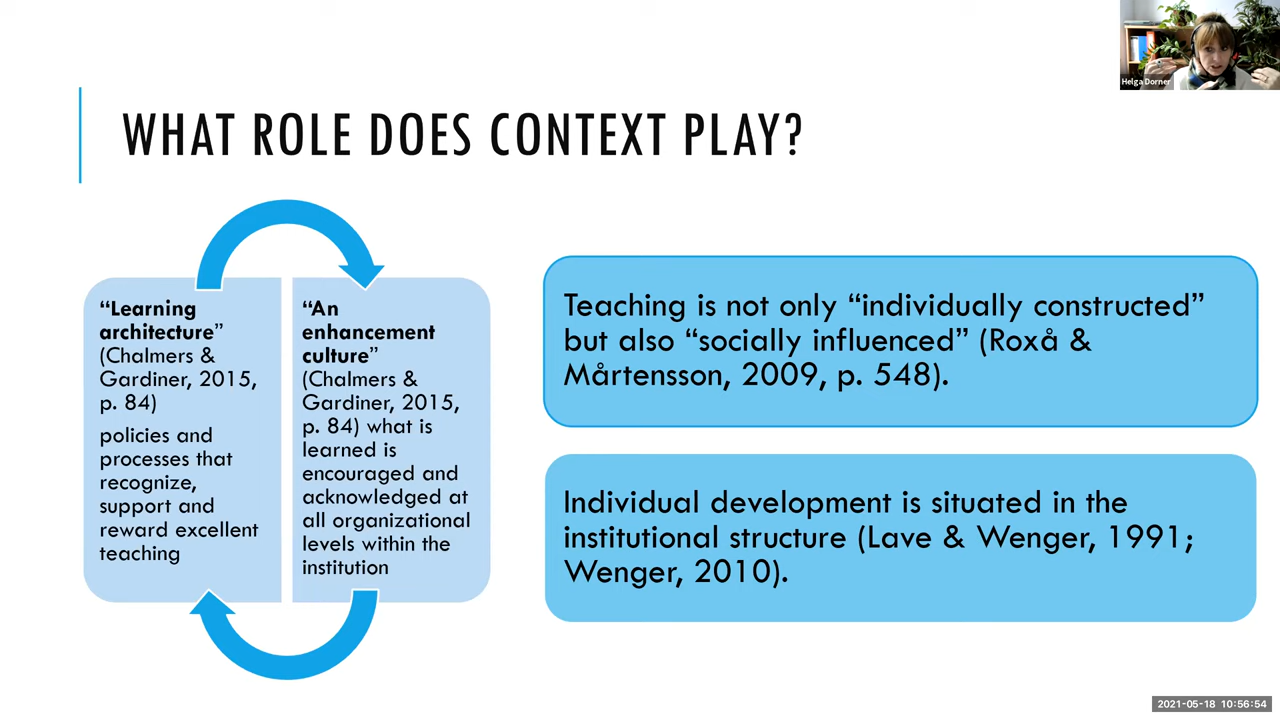 Helga Dorner
WHAT ROLE DOES CONTEXT PLAY?
“Learning
architecture”
(Chalmers &
Gardiner, 2015,
p. 84)
policies and
processes that
recognize,
support and
reward excellent
teaching
“An
enhancement
culture”
(Chalmers &
Gardiner, 2015,
p. 84) what is
learned is
encouraged and
acknowledged at
all organizational
levels within the
institution
Teaching is not only “individually constructed”
but also “socially influenced” (Roxå &
Mårtensson, 2009, p. 548).
Individual development is situated in the
institutional structure (Lave & Wenger, 1991;
Wenger, 2010).
2021-05-18 10:56:54